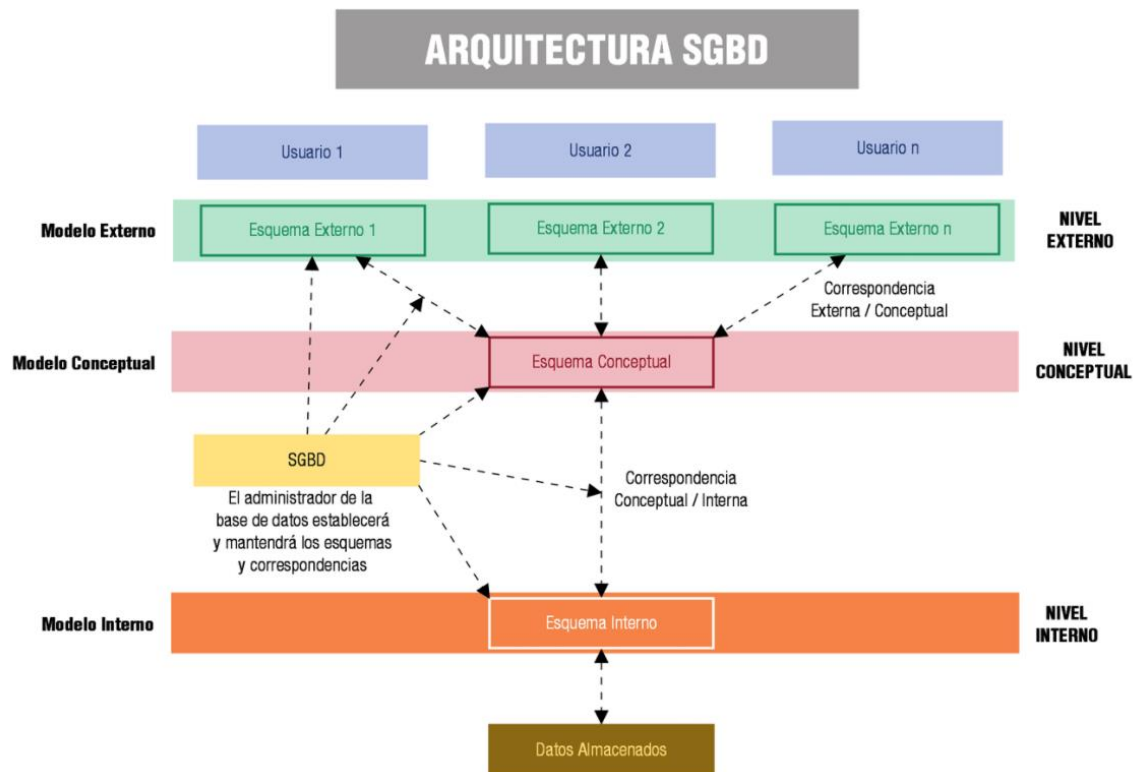 ARQUITECTURA SGBD
Usuario 1
Usuario 2
Usuario n
Modelo Externo
Esquema Externo 1
Esquema Externo 2
Esquema Externo n
NIVEL
EXTERNO
Correspondencia
Externa / Conceptual
Modelo Conceptual
Esquema Conceptual
NIVEL
CONCEPTUAL
SGBD
El administrador de la
base de datos establecerá
y mantendrá los esquemas
y correspondencias
Correspondencia
Conceptual / Interna
Modelo Interno
Esquema Interno
NIVEL
INTERNO
Datos Almacenados